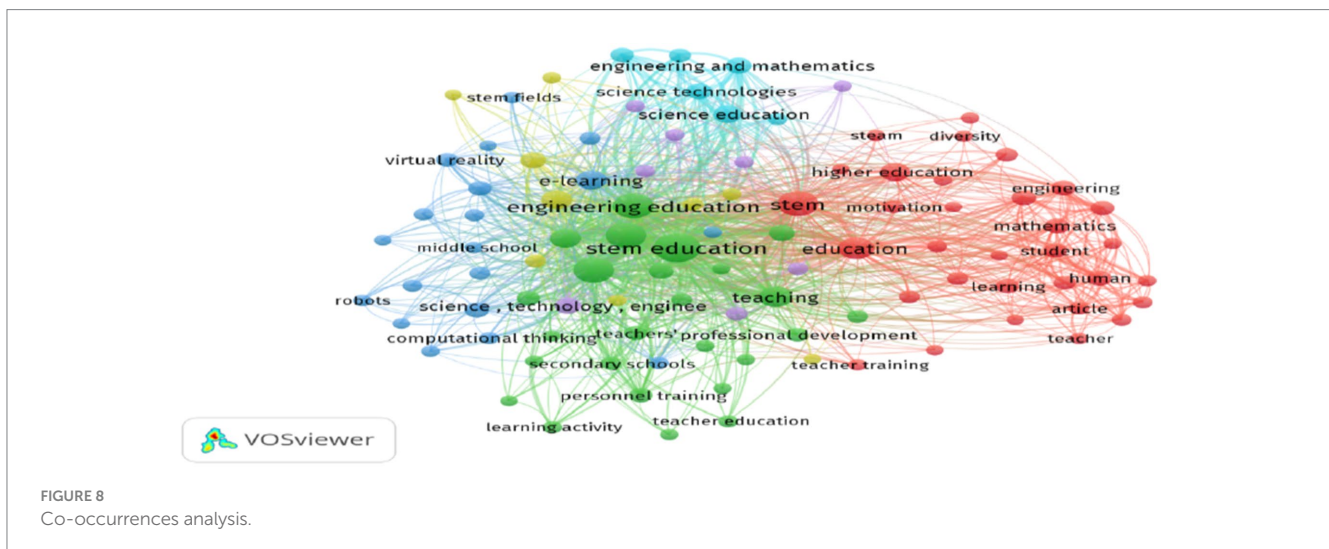 engineering and mathematics
stem fields
science technologies
science education
steam
diversity
virtual reality
e-learning
higher education
engineering
engineering education
stem
motivation
mathematics
middle school
stem education
education
student
human
learning
robots
science , technology , enginee
teaching
article
computational thinking
teachers'
professional development
teacher
secondary schools
teacher training
personnel training
learning activity
teacher education
VOSviewer
FIGURE 8
Co-occurrences analysis.